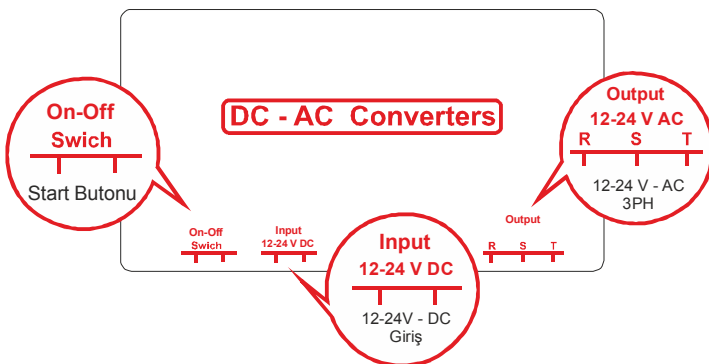 DC - AC Converters
On-Off
Swich
Start Butonu
Output
12-24 V AC
R S T
12-24 V - AC
3PH
On-Off
Swich
Input
12-24 V DC
Output
R S T
Input
12-24 V DC
12-24V - DC
Giriş